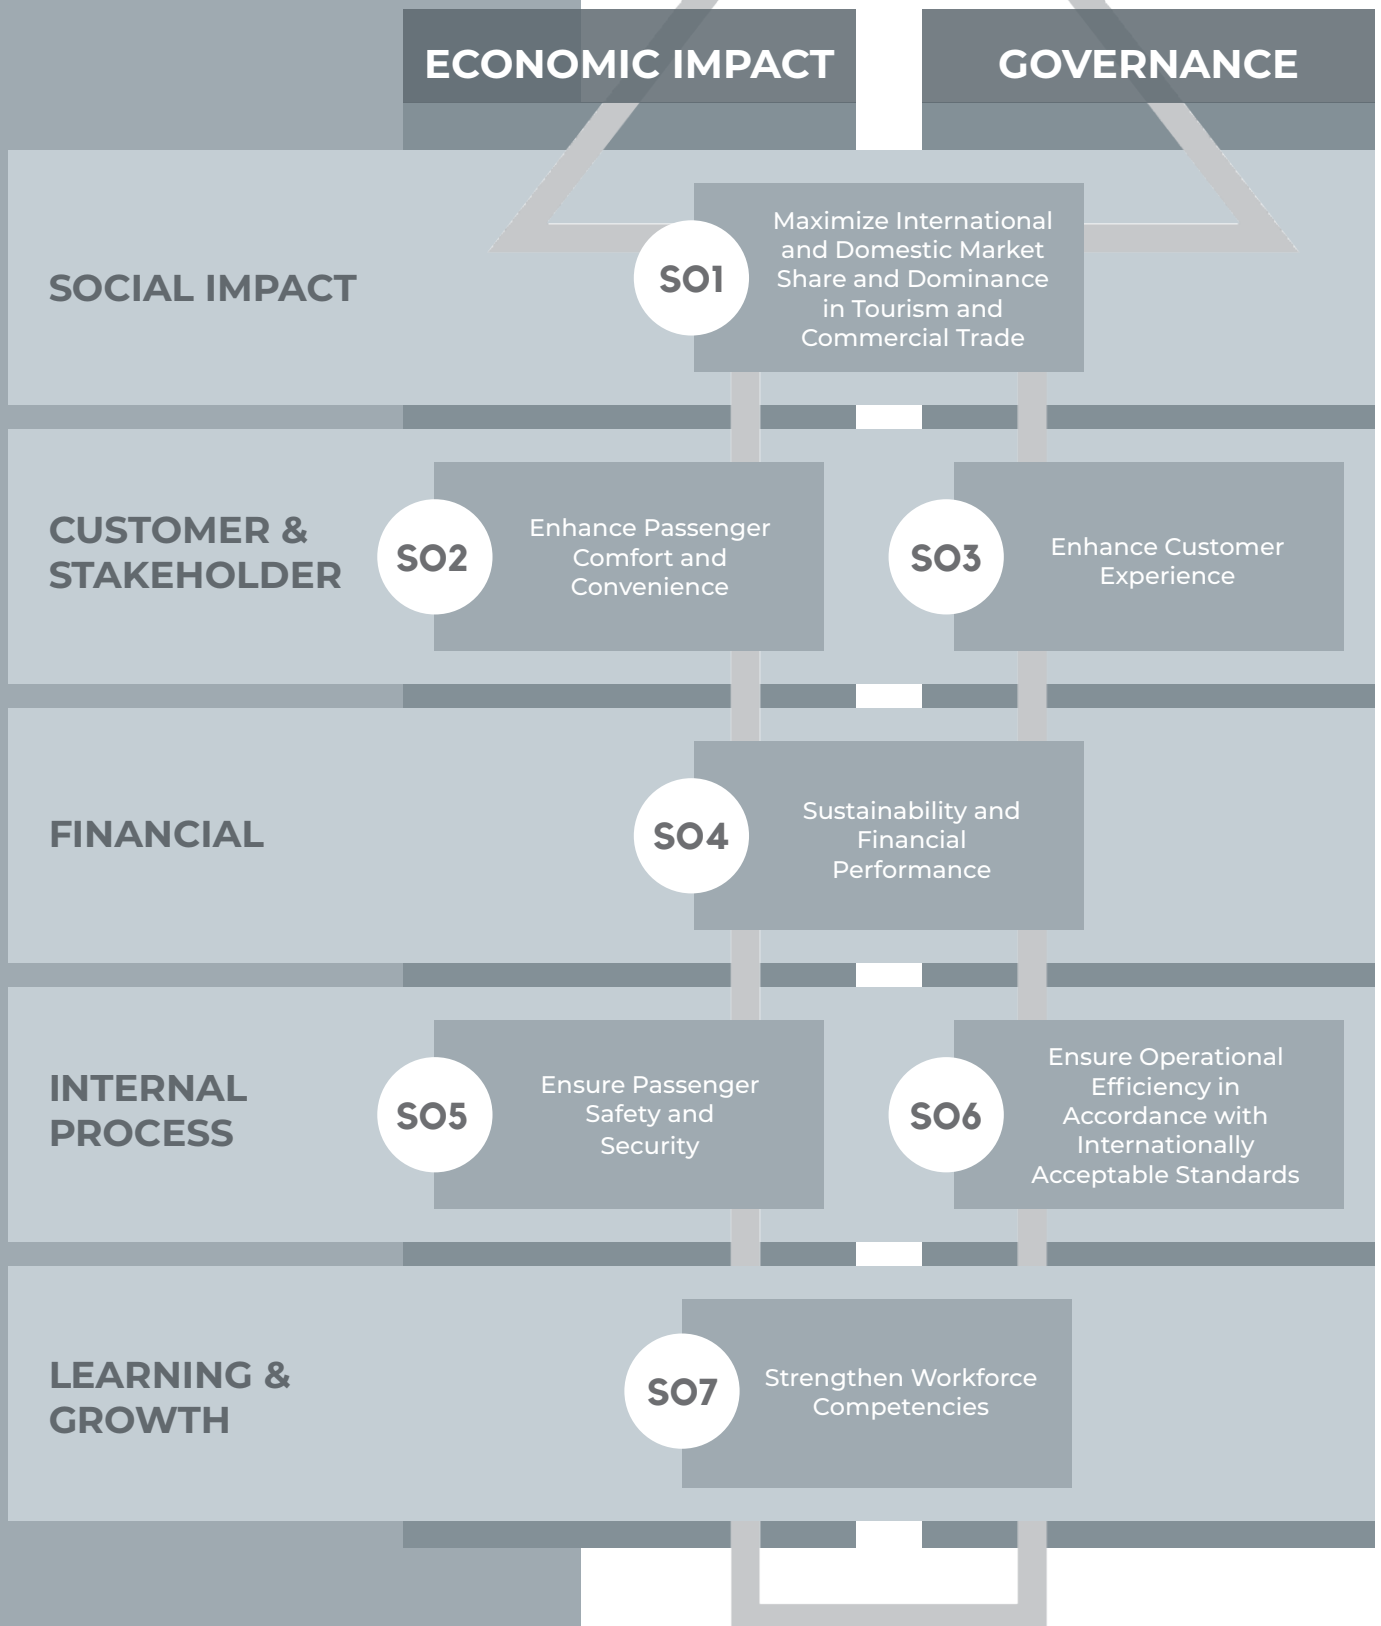 ECONOMIC IMPACT
GOVERNANCE
SOCIAL IMPACT
SO1
Maximize International
and Domestic Market
Share and Dominance
in Tourism and
Commercial Trade
CUSTOMER &
STAKEHOLDER
SO2
Enhance Passenger
Comfort and
Convenience
SO3
Enhance Customer
Experience
FINANCIAL
SO4
Sustainability and
Financial
Performance
INTERNAL
PROCESS
SO5
Ensure Passenger
Safety and
Security
SO6
Ensure Operational
Efficiency in
Accordance with
Internationally
Acceptable Standards
LEARNING &
GROWTH
SO7
Strengthen Workforce
Competencies